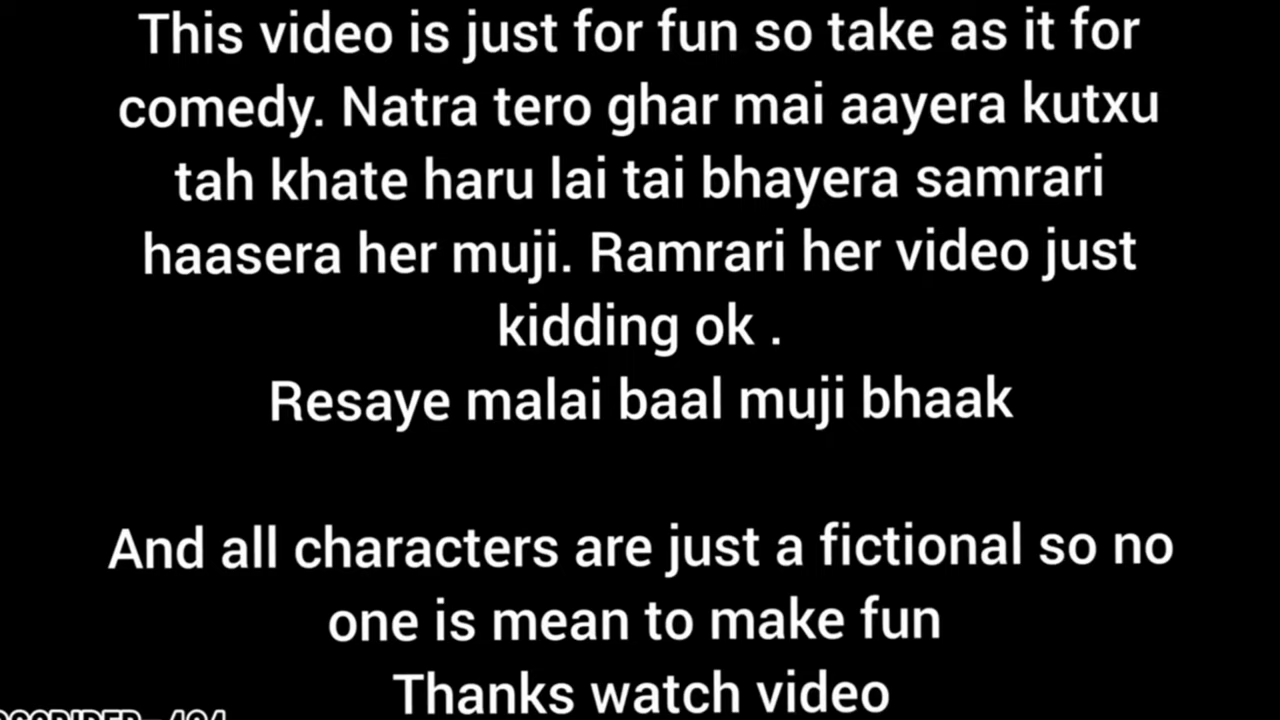 This video is just for fun so take as it for
comedy. Natra tero ghar mai aayera kutxu
tah khate haru lai tai bhayera samrari
haasera her muji. Ramrari her video just
kidding ok .
Resaye malai baal muji bhaak
And all characters are just a fictional so no
one is mean to make fun
Thanks watch video